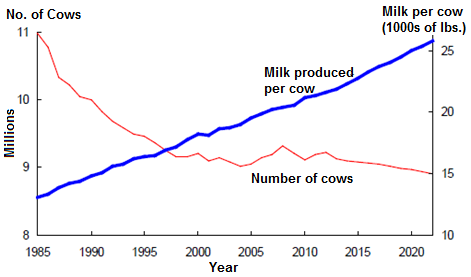 No. of Cows
Milk per cow
(1000s of lbs.)
11
10
9
8
Millions
25
20
15
10
Milk produced
per cow
Number of cows
1985
1990
1995
2000
2005
2010
2015
2020
Year